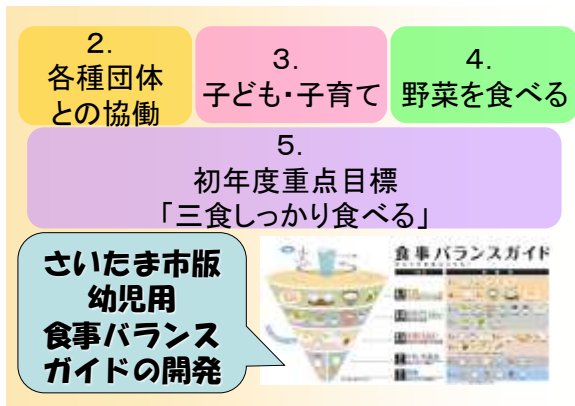 2.
各種団体
との協働
3.
子ども・子育て
4.
野菜を食べる
5.
初年度重点目標
「三食しっかり食べる」
さいたま市版
幼児用
食事バランス
ガイドの開発
食事バランスガイド